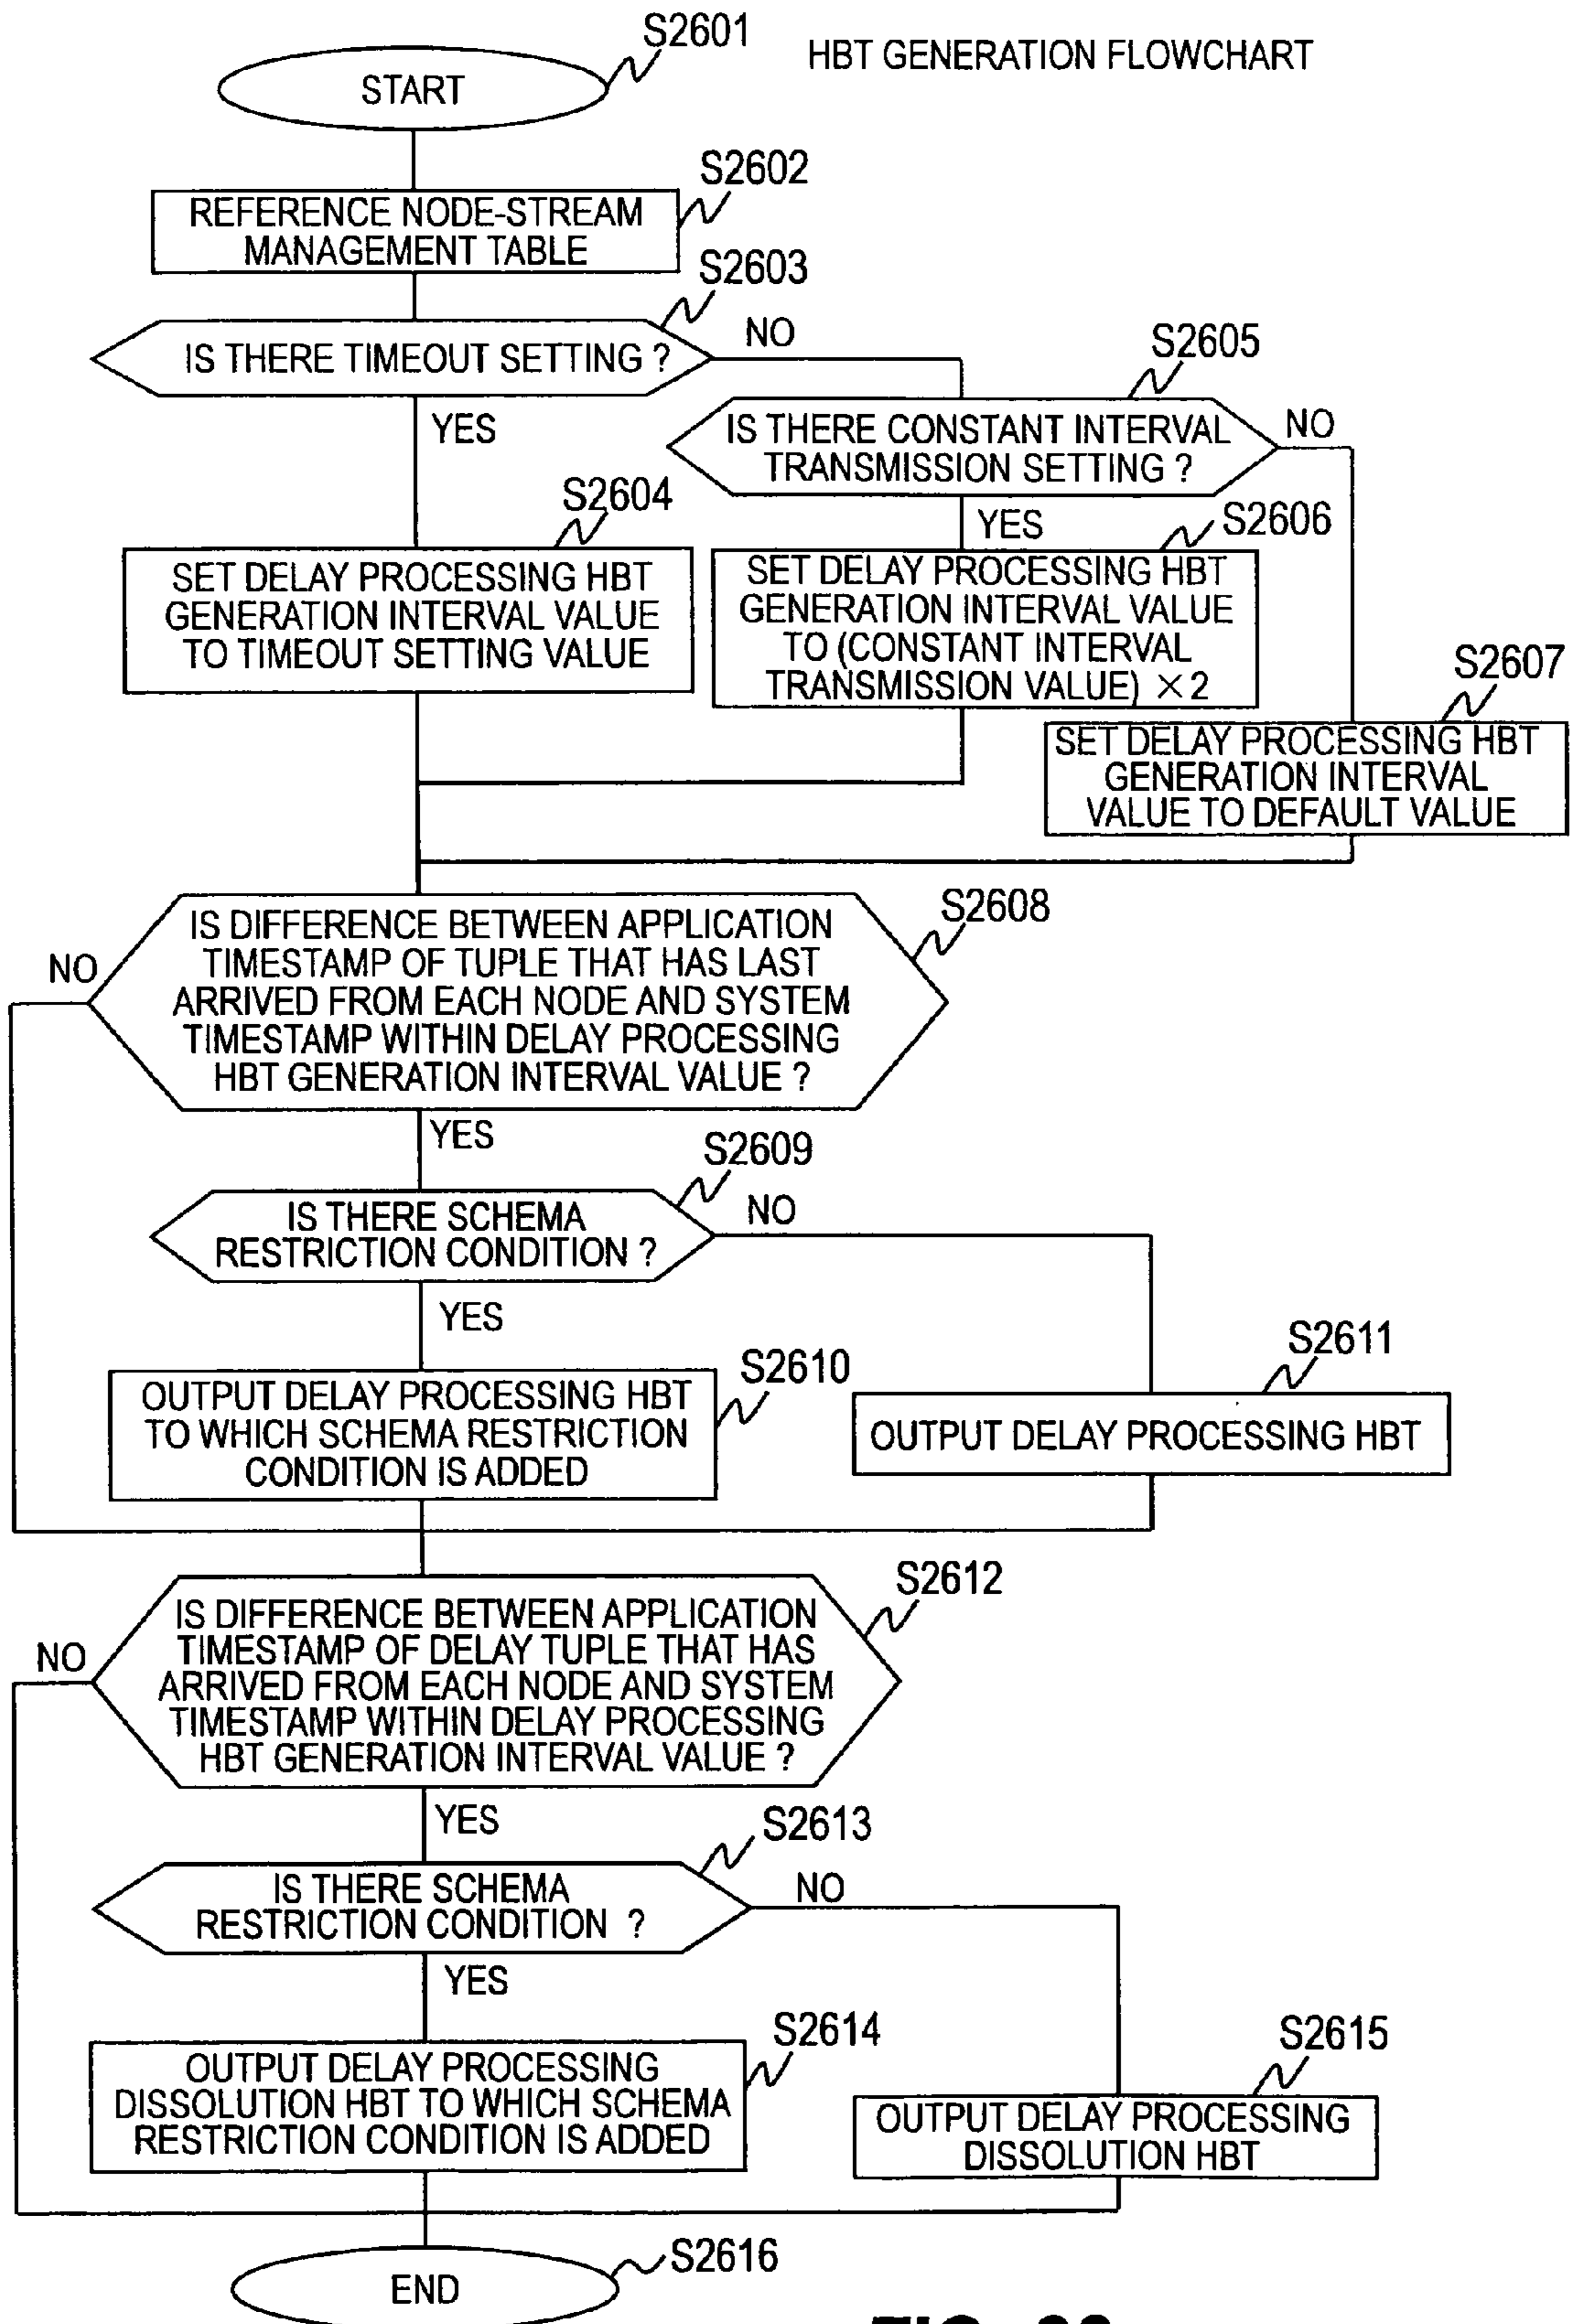 HBT GENERATION FLOWCHART
S2601
START
S2602
REFERENCE NODE-STREAM
MANAGEMENT TABLE
S2603
IS THERE TIMEOUT SETTING ?
NO
YES
S2605
IS THERE CONSTANT INTERVAL
TRANSMISSION SETTING ?
NO
YES
S2604
SET DELAY PROCESSING HBT
GENERATION INTERVAL VALUE
TO TIMEOUT SETTING VALUE
S2606
SET DELAY PROCESSING HBT
GENERATION INTERVAL VALUE
TO (CONSTANT INTERVAL
TRANSMISSION VALUE) ×2
S2607
SET DELAY PROCESSING HBT
GENERATION INTERVAL
VALUE TO DEFAULT VALUE
S2608
IS DIFFERENCE BETWEEN APPLICATION
TIMESTAMP OF TUPLE THAT HAS LAST
ARRIVED FROM EACH NODE AND SYSTEM
TIMESTAMP WITHIN DELAY PROCESSING
HBT GENERATION INTERVAL VALUE ?
NO
YES
S2609
IS THERE SCHEMA
RESTRICTION CONDITION ?
NO
YES
S2610
OUTPUT DELAY PROCESSING HBT
TO WHICH SCHEMA RESTRICTION
CONDITION IS ADDED
S2611
OUTPUT DELAY PROCESSING HBT
S2612
IS DIFFERENCE BETWEEN APPLICATION
TIMESTAMP OF DELAY TUPLE THAT HAS
ARRIVED FROM EACH NODE AND SYSTEM
TIMESTAMP WITHIN DELAY PROCESSING
HBT GENERATION INTERVAL VALUE ?
NO
YES
S2613
IS THERE SCHEMA
RESTRICTION CONDITION ?
NO
YES
S2614
OUTPUT DELAY PROCESSING
DISSOLUTION HBT TO WHICH SCHEMA
RESTRICTION CONDITION IS ADDED
S2615
OUTPUT DELAY PROCESSING
DISSOLUTION HBT
S2616
END